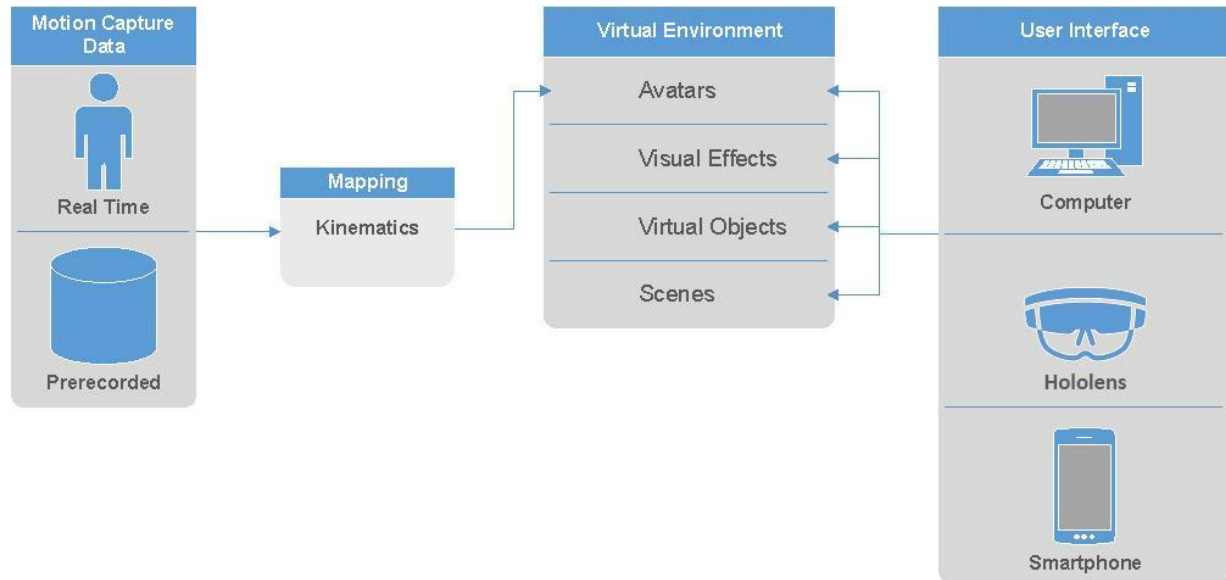 Motion Capture
Data
Real Time
Prerecorded
Mapping
Kinematics
Virtual Environment
Avatars
Visual Effects
Virtual Objects
Scenes
User Interface
Computer
Hololens
Smartphone